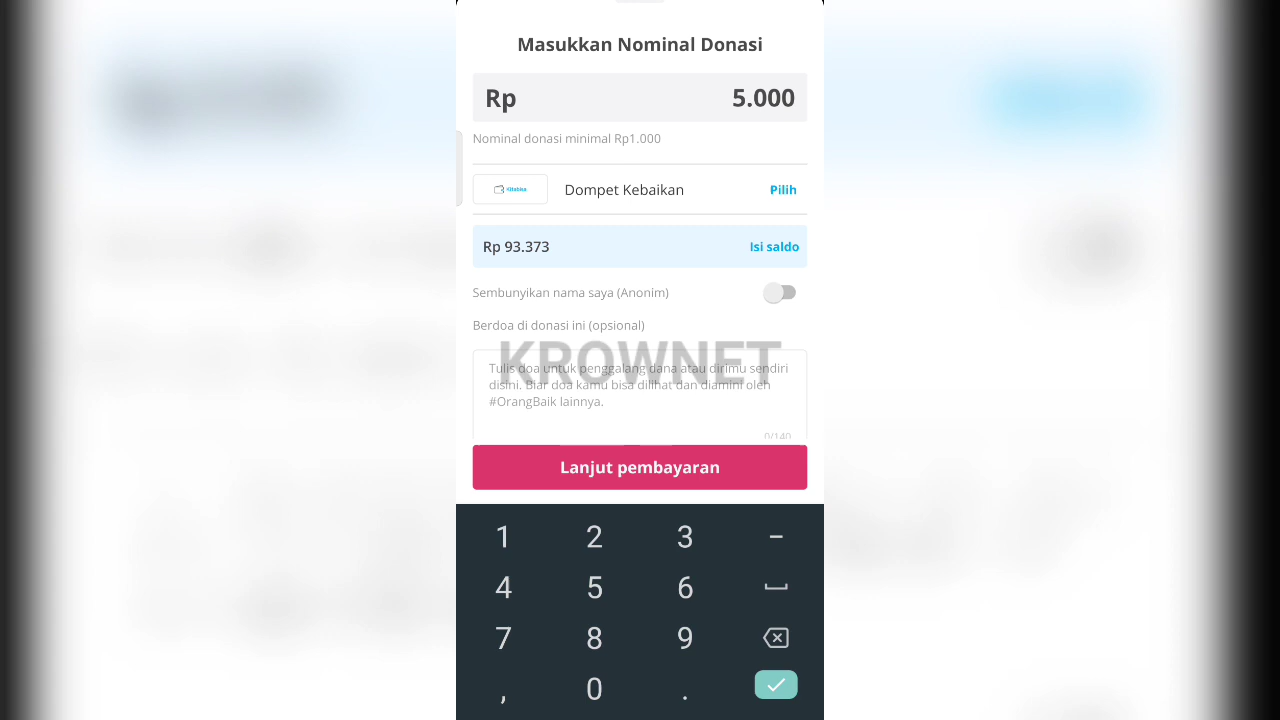 Masukkan Nominal Donasi
Rp 5.000
Nominal donasi minimal Rp1.000
Kitabisa Dompet Kebaikan Pilih
Rp 93.373 Isi saldo
Sembunyikan nama saya (Anonim)
Berdoa di donasi ini (opsional)
KROWNET
Tulis doa untuk penggalang dana atau dirimu sendiri
disini. Biar doa kamu bisa dilihat dan diamini oleh
#OrangBaik lainnya.
0/140
Lanjut pembayaran
1 2 3 -
4 5 6
7 8 9
, 0 .